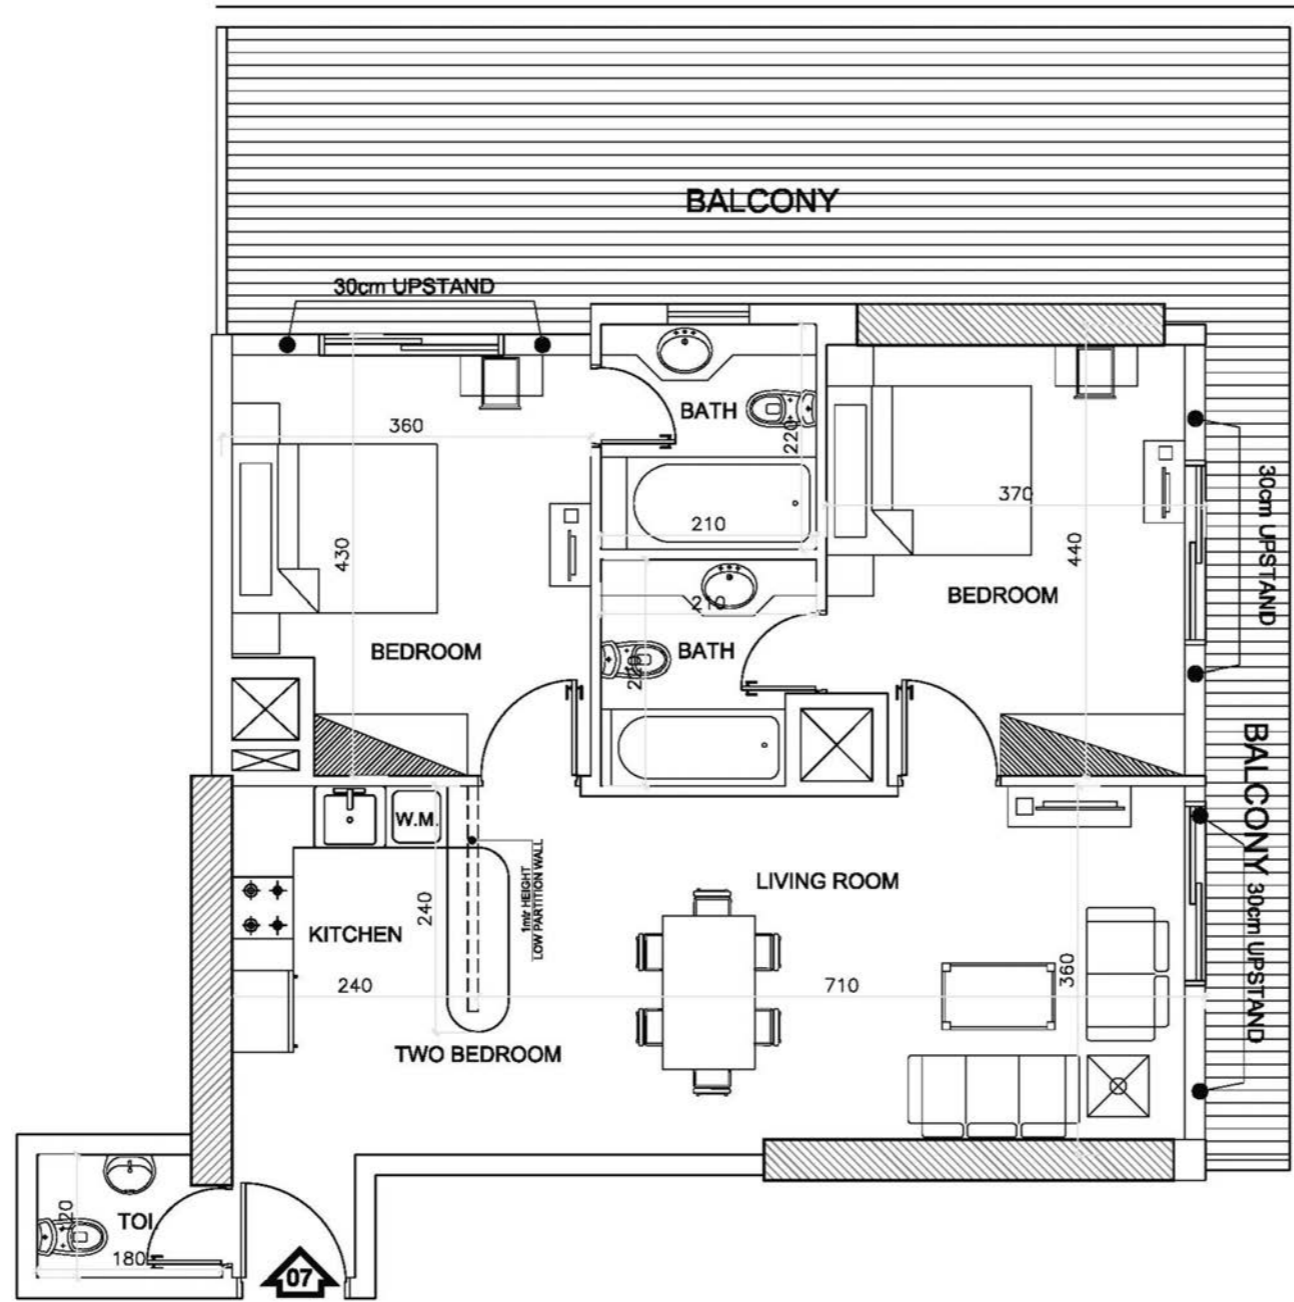 BALCONY
30cm UPSTAND
BATH
360
220
210
370
30cm UPSTAND
430
440
BEDROOM
210
BEDROOM
BATH
220
BALCONY
W.M.
1mtr HEIGHT
LOW PARTITION WALL
LIVING ROOM
30cm UPSTAND
240
KITCHEN
360
240
710
TWO BEDROOM
TOI.
180
07